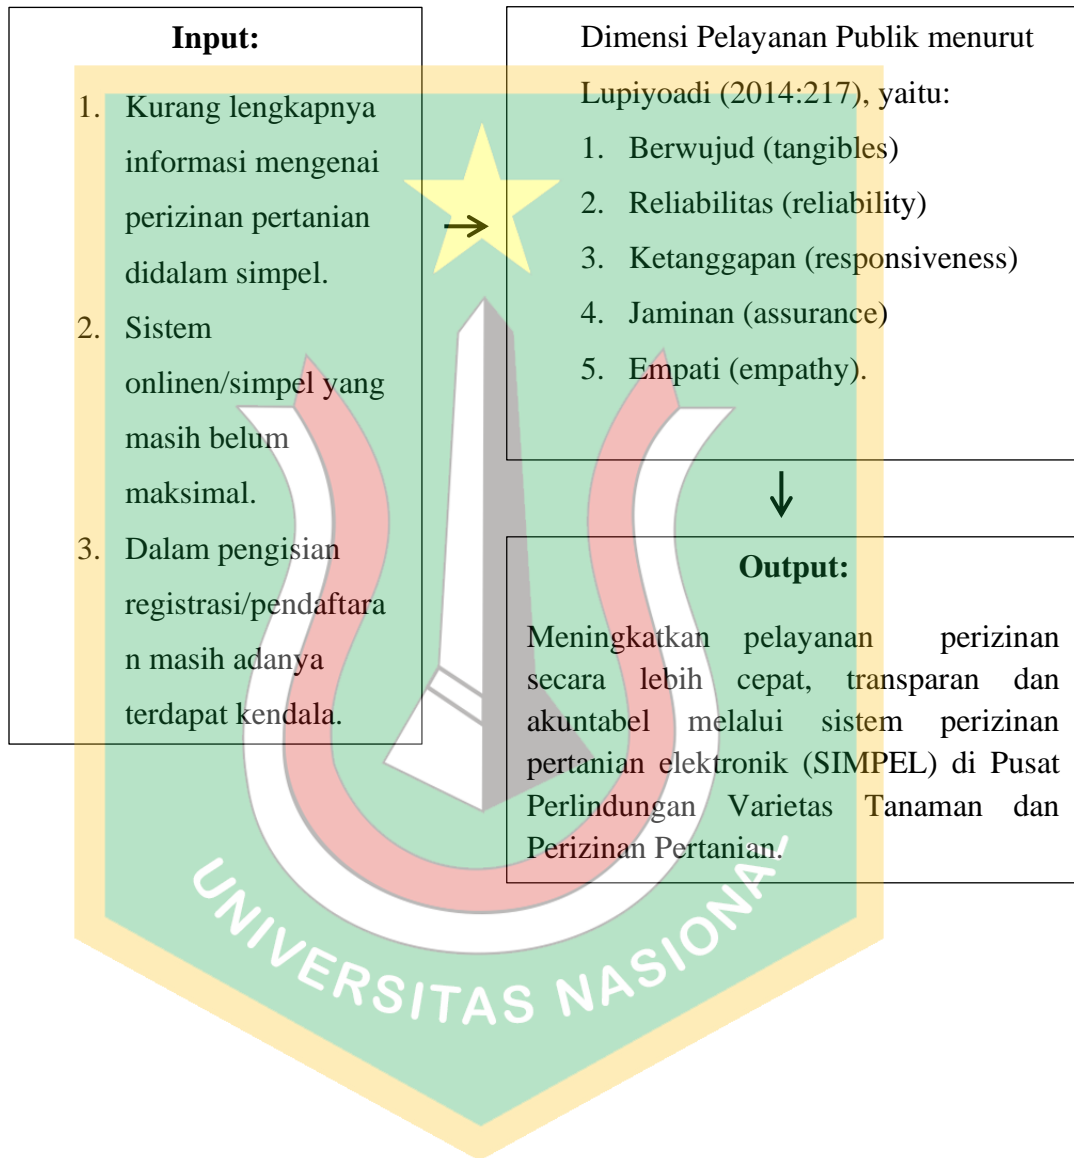 Input:
1. Kurang lengkapnya
informasi mengenai
perizinan pertanian
didalam simpel.
2. Sistem
onlinen/simpel yang
masih belum
maksimal.
3. Dalam pengisian
registrasi/pendaftara
n masih adanya
terdapat kendala.
Dimensi Pelayanan Publik menurut
Lupiyoadi (2014:217), yaitu:
1. Berwujud (tangibles)
2. Reliabilitas (reliability)
3. Ketanggapan (responsiveness)
4. Jaminan (assurance)
5. Empati (empathy).
Output:
Meningkatkan pelayanan perizinan
secara lebih cepat, transparan dan
akuntabel melalui sistem perizinan
pertanian elektronik (SIMPEL) di Pusat
Perlindungan Varietas Tanaman dan
Perizinan Pertanian.
UNIVERSITAS NASIONAL